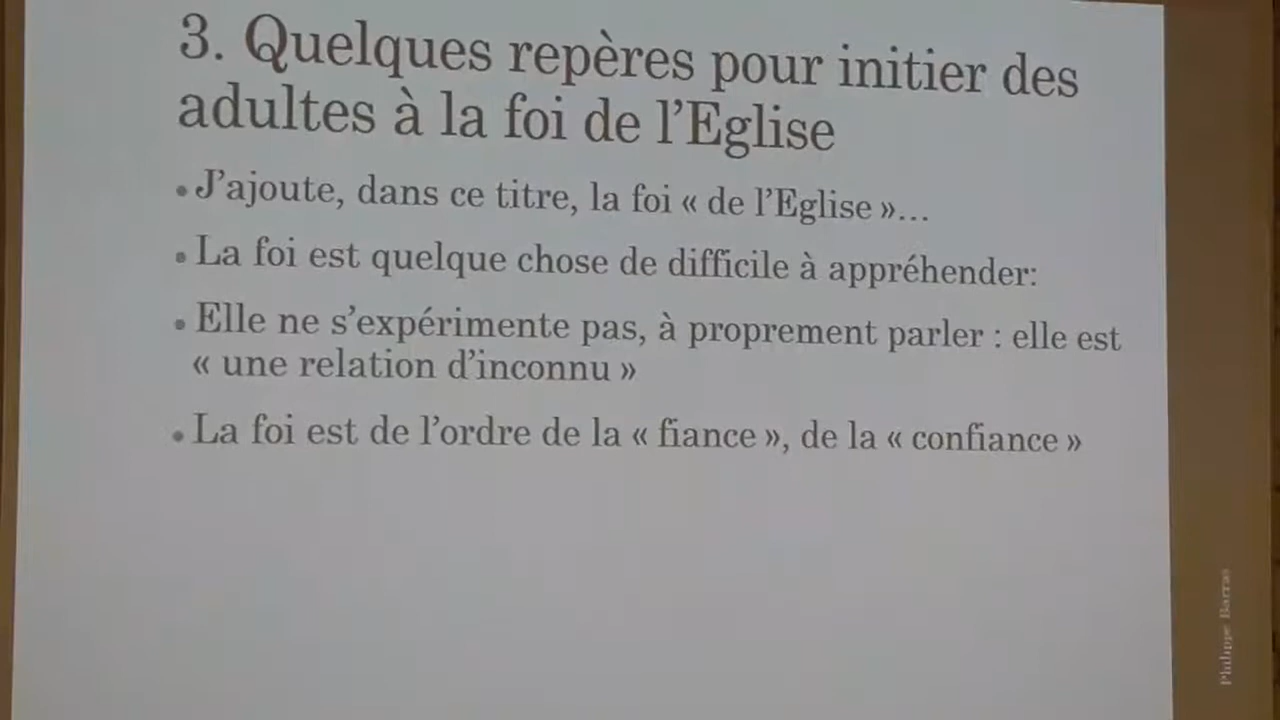 3. Quelques repères pour initier des
adultes à la foi de l'Eglise
• J'ajoute, dans ce titre, la foi « de l'Eglise »…
• La foi est quelque chose de difficile à appréhender:
• Elle ne s'expérimente pas, à proprement parler : elle est
« une relation d'inconnu »
• La foi est de l'ordre de la « fiance », de la « confiance »
Philippe Barras